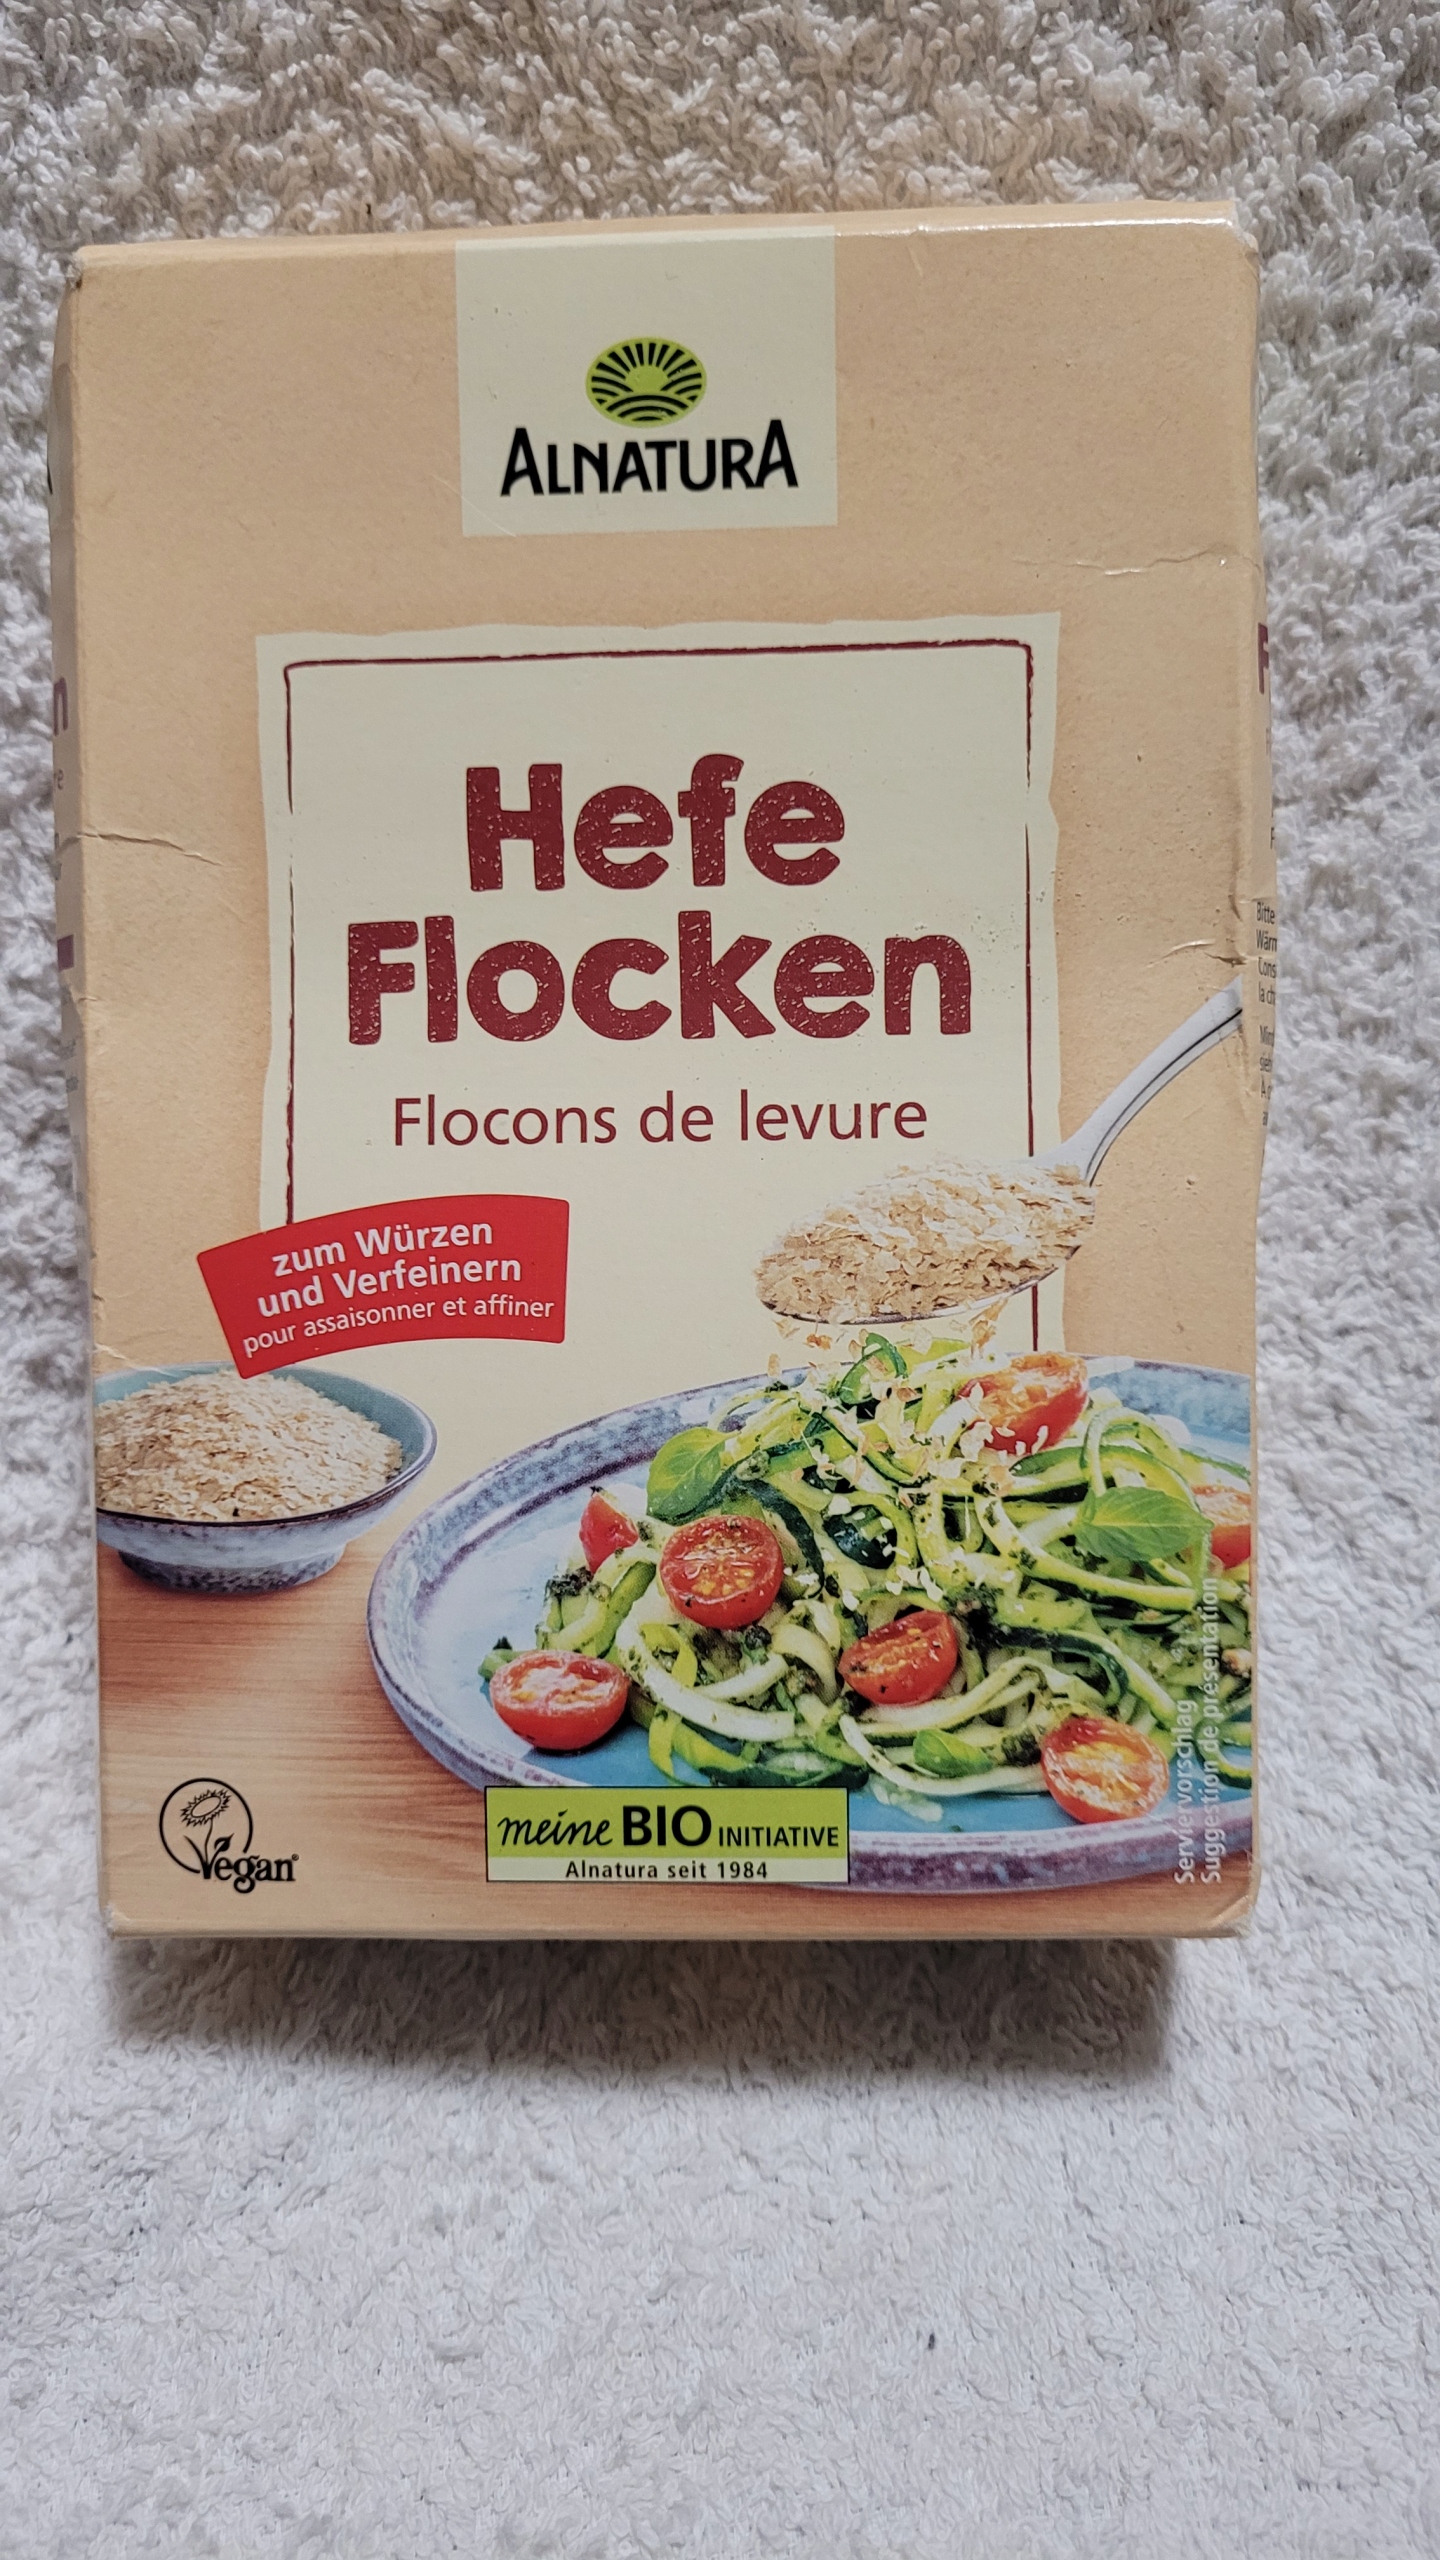 ALNATURA
Hefe
Flocken
Flocons de levure
zum Würzen
und Verfeinern
pour assaisonner et affiner
Vegan
meine BIO INITIATIVE
Alnatura seit 1984
Serviervorschlag
Suggestion de présentation
Bitte